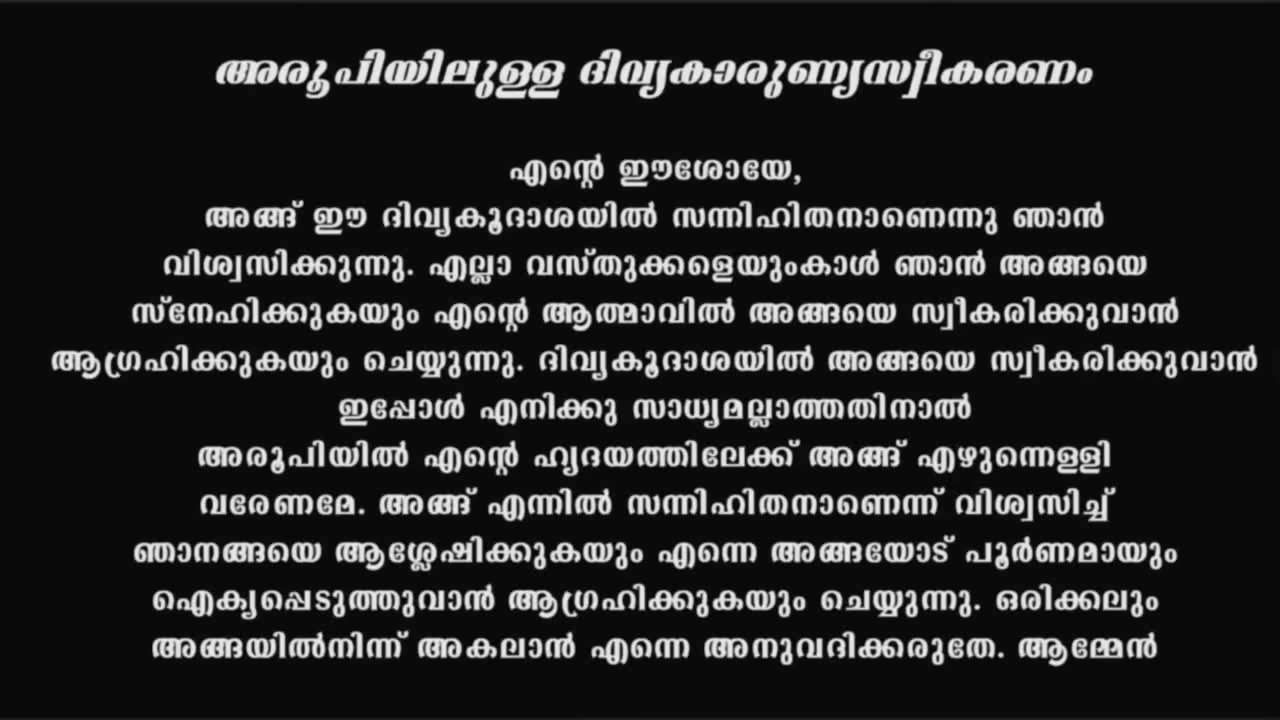 അരൂപിയിലുള്ള ദിവ്യകാരുണ്യസ്വീകരണം
എന്റെ ഈശോയേ,
അങ്ങ് ഈ ദിവ്യകൂദാശയിൽ സന്നിഹിതനാണെന്നു ഞാൻ
വിശ്വസിക്കുന്നു. എല്ലാ വസ്തുക്കളെയുംകാൾ ഞാൻ അങ്ങയെ
സ്നേഹിക്കുകയും എന്റെ ആത്മാവിൽ അങ്ങയെ സ്വീകരിക്കുവാൻ
ആഗ്രഹിക്കുകയും ചെയ്യുന്നു. ദിവ്യകൂദാശയിൽ അങ്ങയെ സ്വീകരിക്കുവാൻ
ഇപ്പോൾ എനിക്കു സാധ്യമല്ലാത്തതിനാൽ
അരൂപിയിൽ എന്റെ ഹൃദയത്തിലേക്ക് അങ്ങ് എഴുന്നെള്ളി
വരേണമേ. അങ്ങ് എന്നിൽ സന്നിഹിതനാണെന്ന് വിശ്വസിച്ച്
ഞാനങ്ങയെ ആശ്ലേഷിക്കുകയും എന്നെ അങ്ങയോട് പൂർണമായും
ഐക്യപ്പെടുത്തുവാൻ ആഗ്രഹിക്കുകയും ചെയ്യുന്നു. ഒരിക്കലും
അങ്ങയിൽനിന്ന് അകലാൻ എന്നെ അനുവദിക്കരുതേ. ആമ്മേൻ